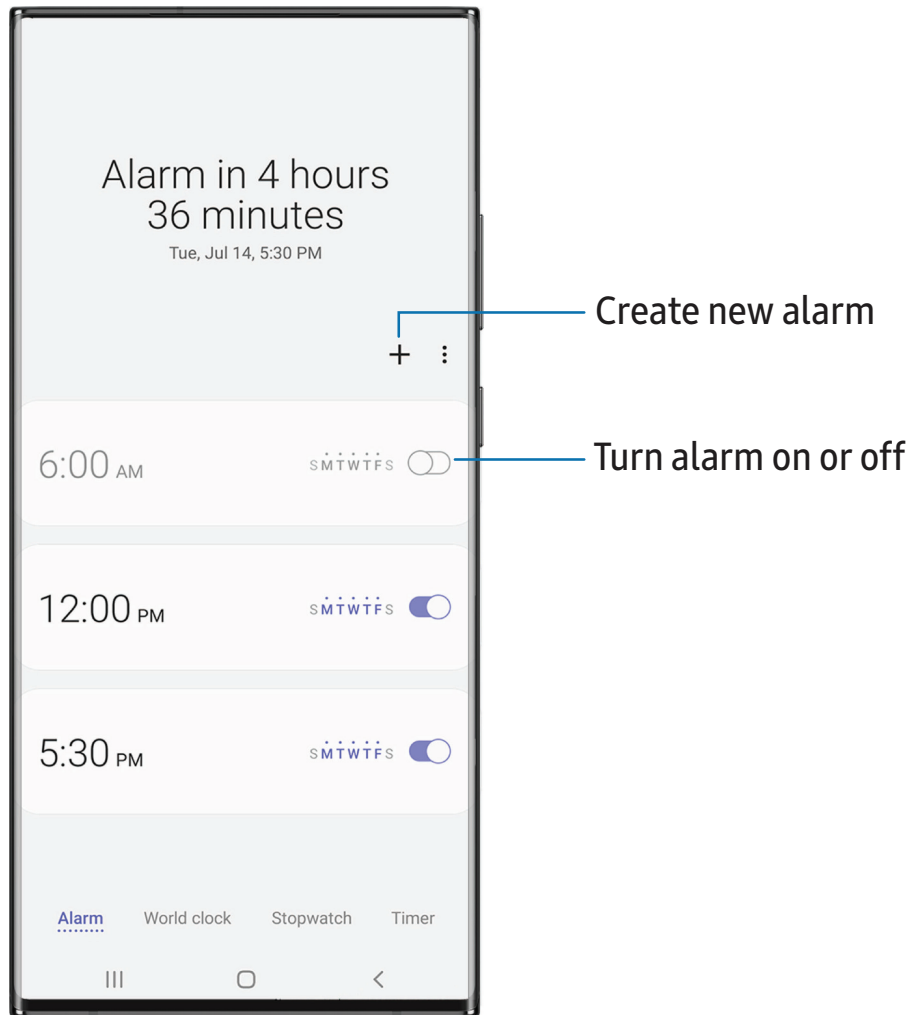 Alarm in 4 hours
36 minutes
Tue, Jul 14, 5:30 PM
Create new alarm
6:00 AM SMTWTFS
Turn alarm on or off
12:00 PM SMTWTFS
5:30 PM SMTWTFS
Alarm World clock Stopwatch Timer